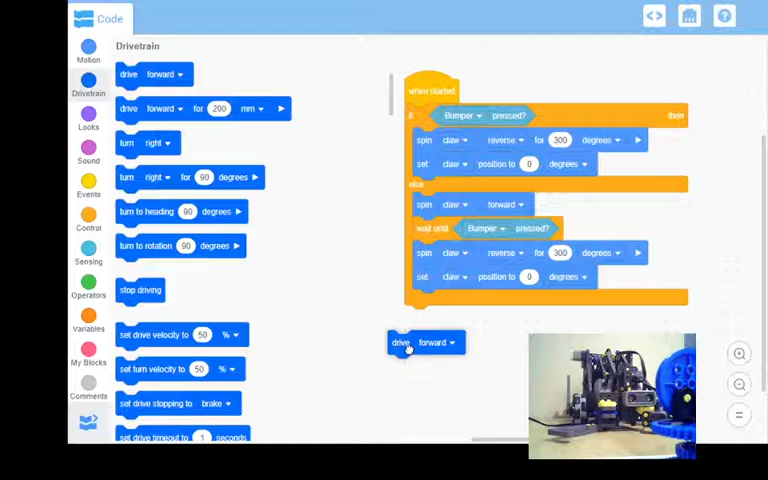 Code
Drivetrain
Motion
Drivetrain
Looks
Sound
Events
Control
Sensing
Operators
Variables
My Blocks
Comments
drive forward
drive forward for 200 mm
turn right
turn right for 90 degrees
turn to heading 90 degrees
turn to rotation 90 degrees
stop driving
set drive velocity to 50 %
set turn velocity to 50 %
set drive stopping to brake
set drive timeout to 1 seconds
when started
if Bumper pressed? then
spin claw reverse for 300 degrees
set claw position to 0 degrees
else
spin claw forward
wait until Bumper pressed?
spin claw reverse for 300 degrees
set claw position to 0 degrees
drive forward